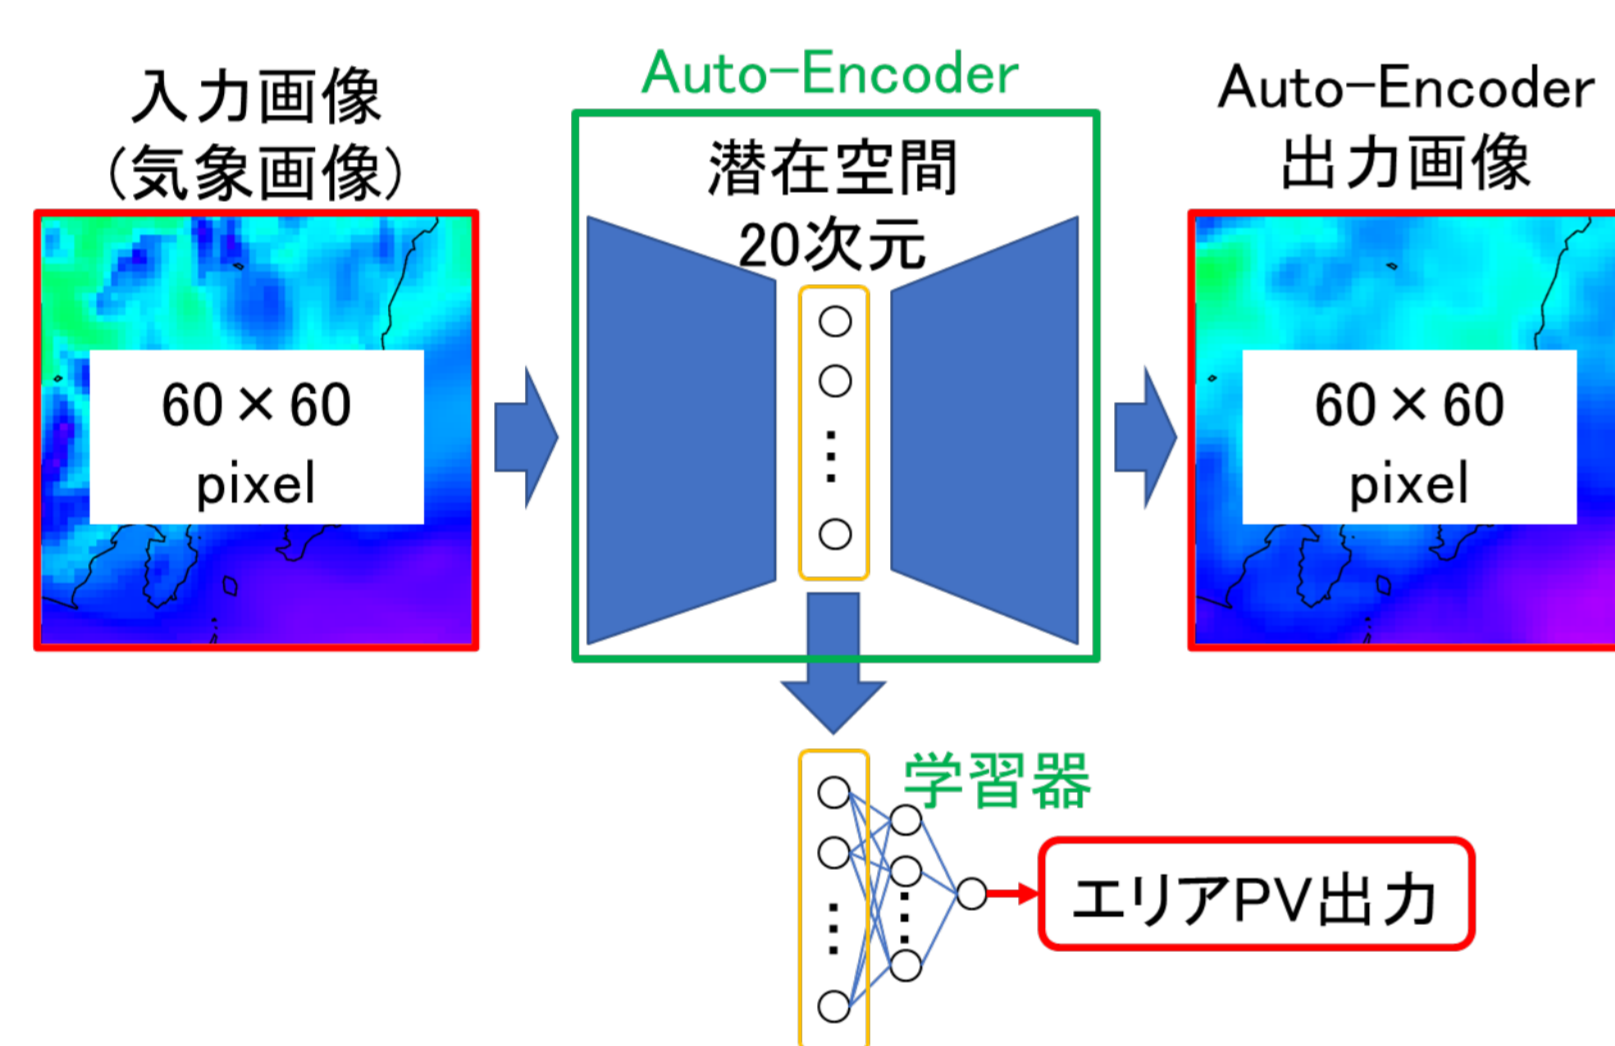 入力画像
(気象画像)
60×60
pixel
Auto-Encoder
潜在空間
20次元
Auto-Encoder
出力画像
60×60
pixel
学習器
エリアPV出力